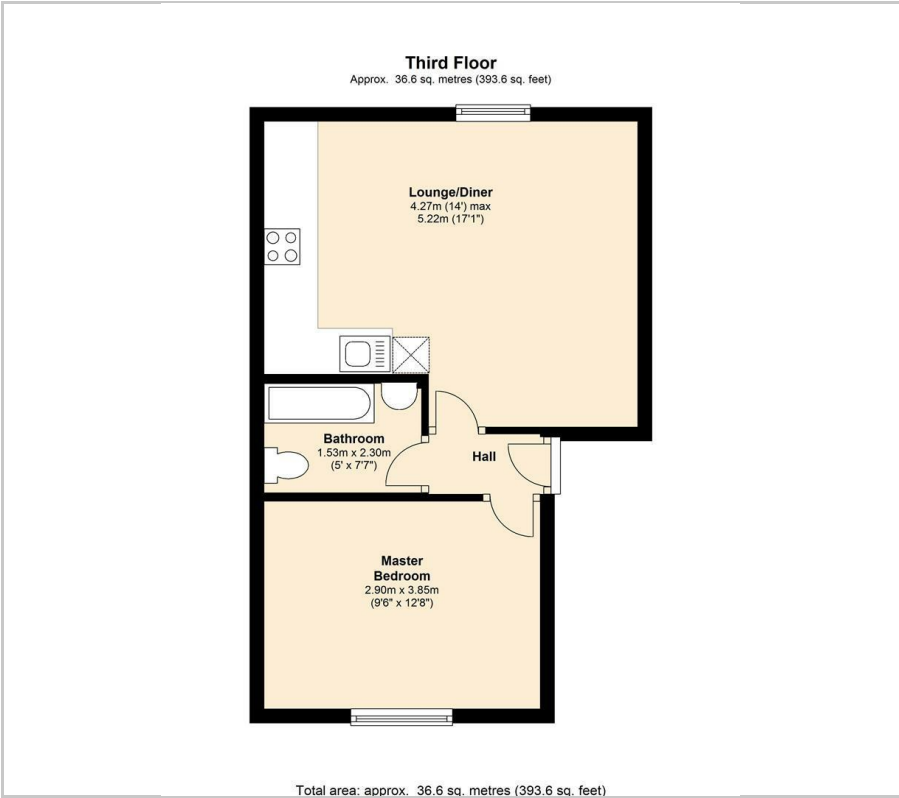 Third Floor
Approx. 36.6 sq. metres (393.6 sq. feet)
Lounge/Diner
4.27m (14') max
5.22m (17'1")
Bathroom
1.53m x 2.30m
(5' x 7'7")
Hall
Master
Bedroom
2.90m x 3.85m
(9'6" x 12'8")
Total area: approx. 36.6 sq. metres (393.6 sq. feet)